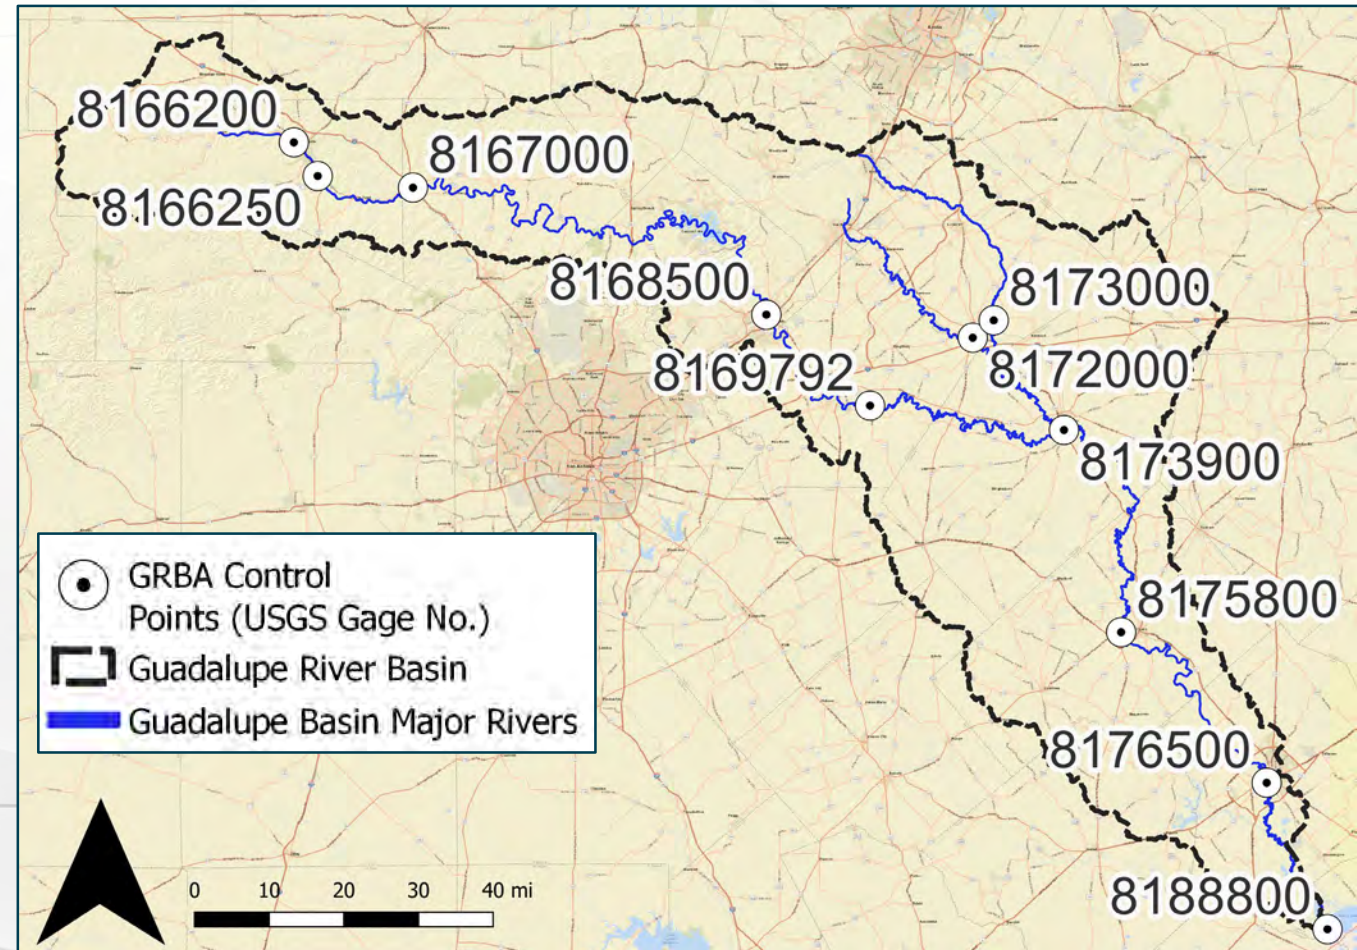 8166200
8167000
8166250
8168500
8173000
8169792
8172000
8173900
GRBA Control
Points (USGS Gage No.)
Guadalupe River Basin
Guadalupe Basin Major Rivers
8175800
8176500
0 10 20 30 40 mi
8188800